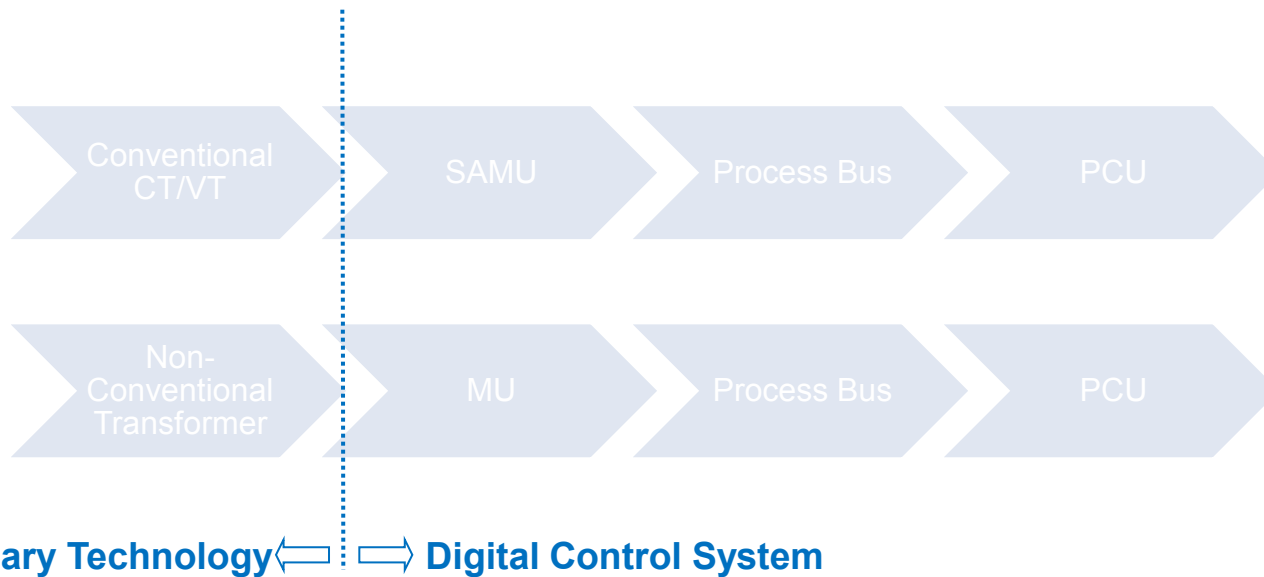 Conventional
CT/VT
SAMU
Process Bus
PCU
Non-
Conventional
Transformer
MU
Process Bus
PCU
ary Technology
Digital Control System